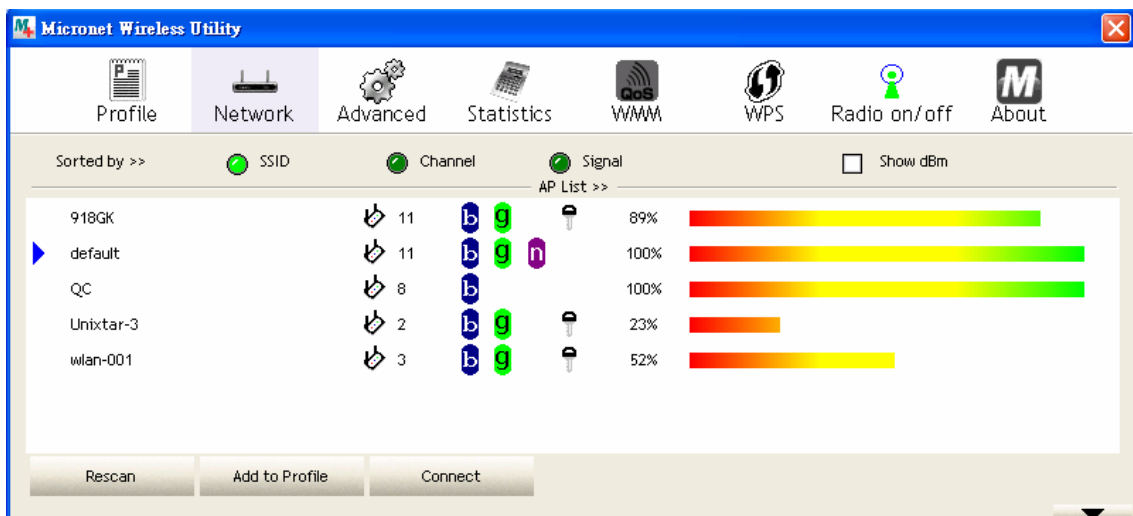 Micronet Wireless Utility
Profile Network Advanced Statistics QoS WMM WPS Radio on/off M About
Sorted by >> SSID Channel Signal Show dBm
AP List >>
918GK 11 b g 89%
default 11 b g n 100%
QC 8 b 100%
Unixtar-3 2 b g 23%
wlan-001 3 b g 52%
Rescan Add to Profile Connect